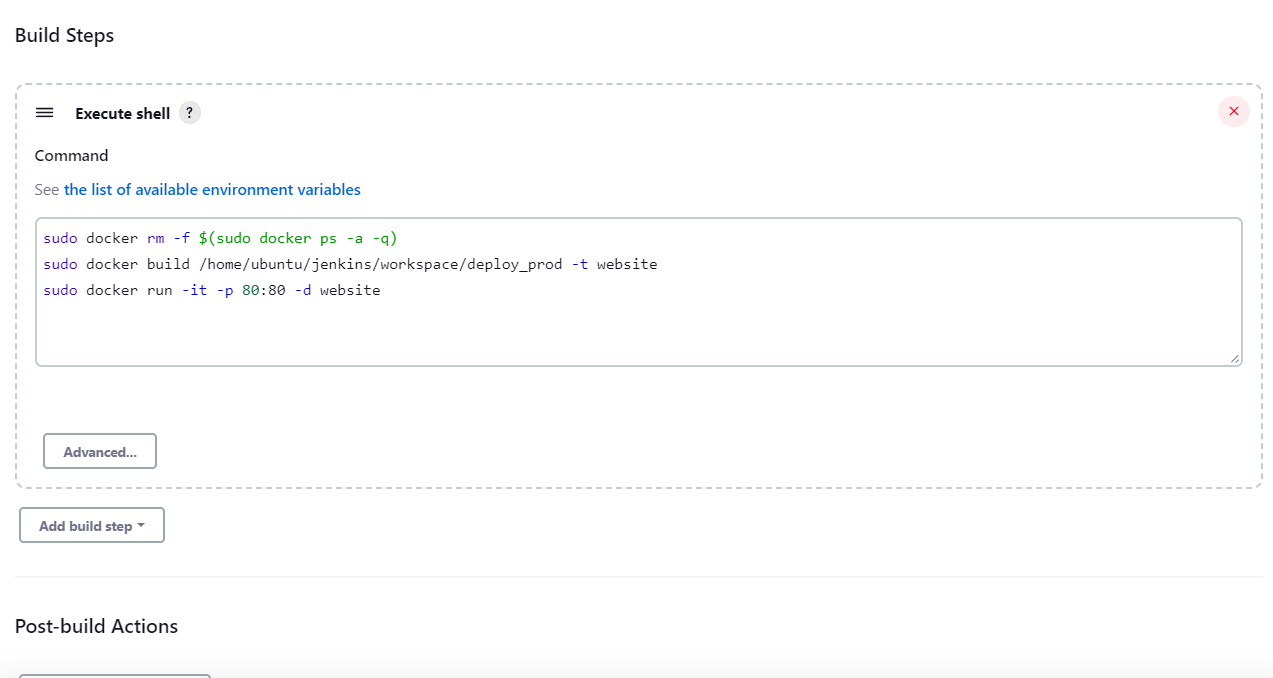 Build Steps
Execute shell ?
Command
See the list of available environment variables
sudo docker rm -f $(sudo docker ps -a -q)
sudo docker build /home/ubuntu/jenkins/workspace/deploy_prod -t website
sudo docker run -it -p 80:80 -d website
Advanced...
Add build step
Post-build Actions